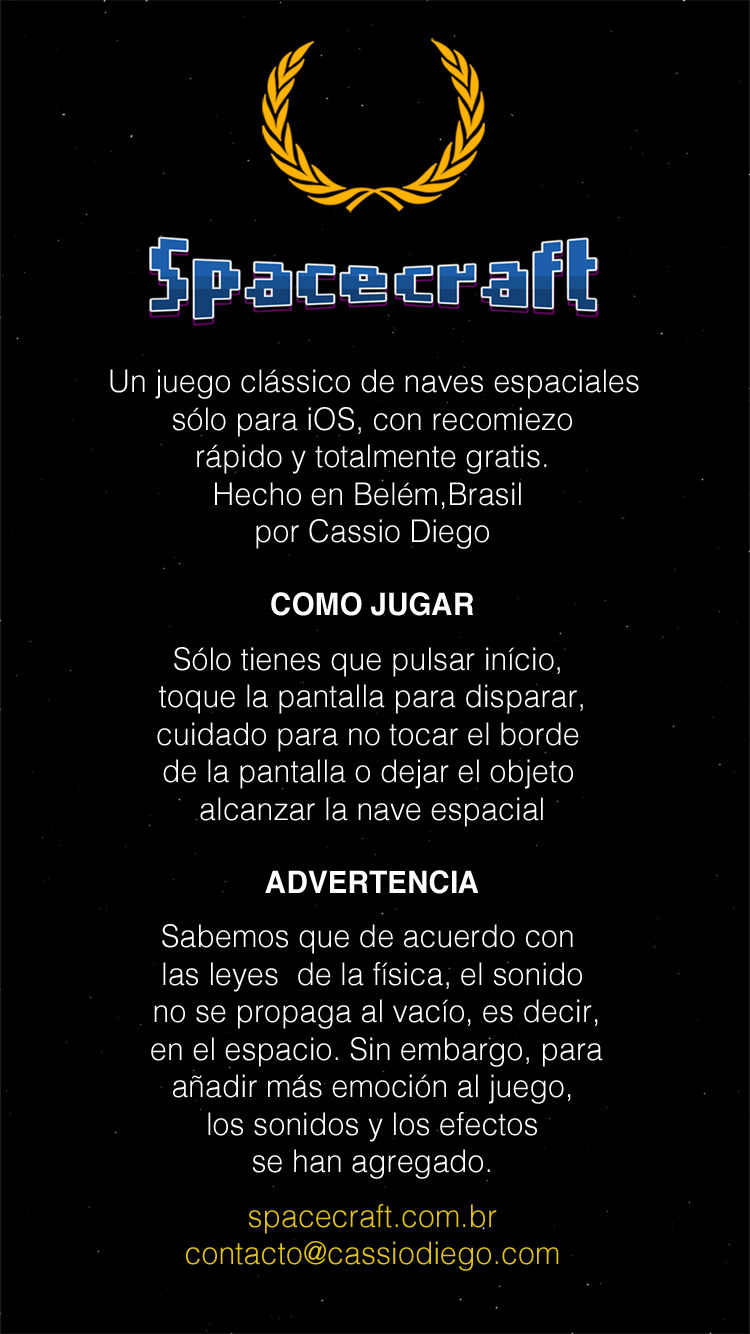 Spacecraft
Un juego clássico de naves espaciales
sólo para iOS, con recomiezo
rápido y totalmente gratis.
Hecho en Belém,Brasil
por Cassio Diego
COMO JUGAR
Sólo tienes que pulsar início,
toque la pantalla para disparar,
cuidado para no tocar el borde
de la pantalla o dejar el objeto
alcanzar la nave espacial
ADVERTENCIA
Sabemos que de acuerdo con
las leyes  de la física, el sonido
no se propaga al vacío, es decir,
en el espacio. Sin embargo, para
añadir más emoción al juego,
los sonidos y los efectos
se han agregado.
spacecraft.com.br
contacto@cassiodiego.com